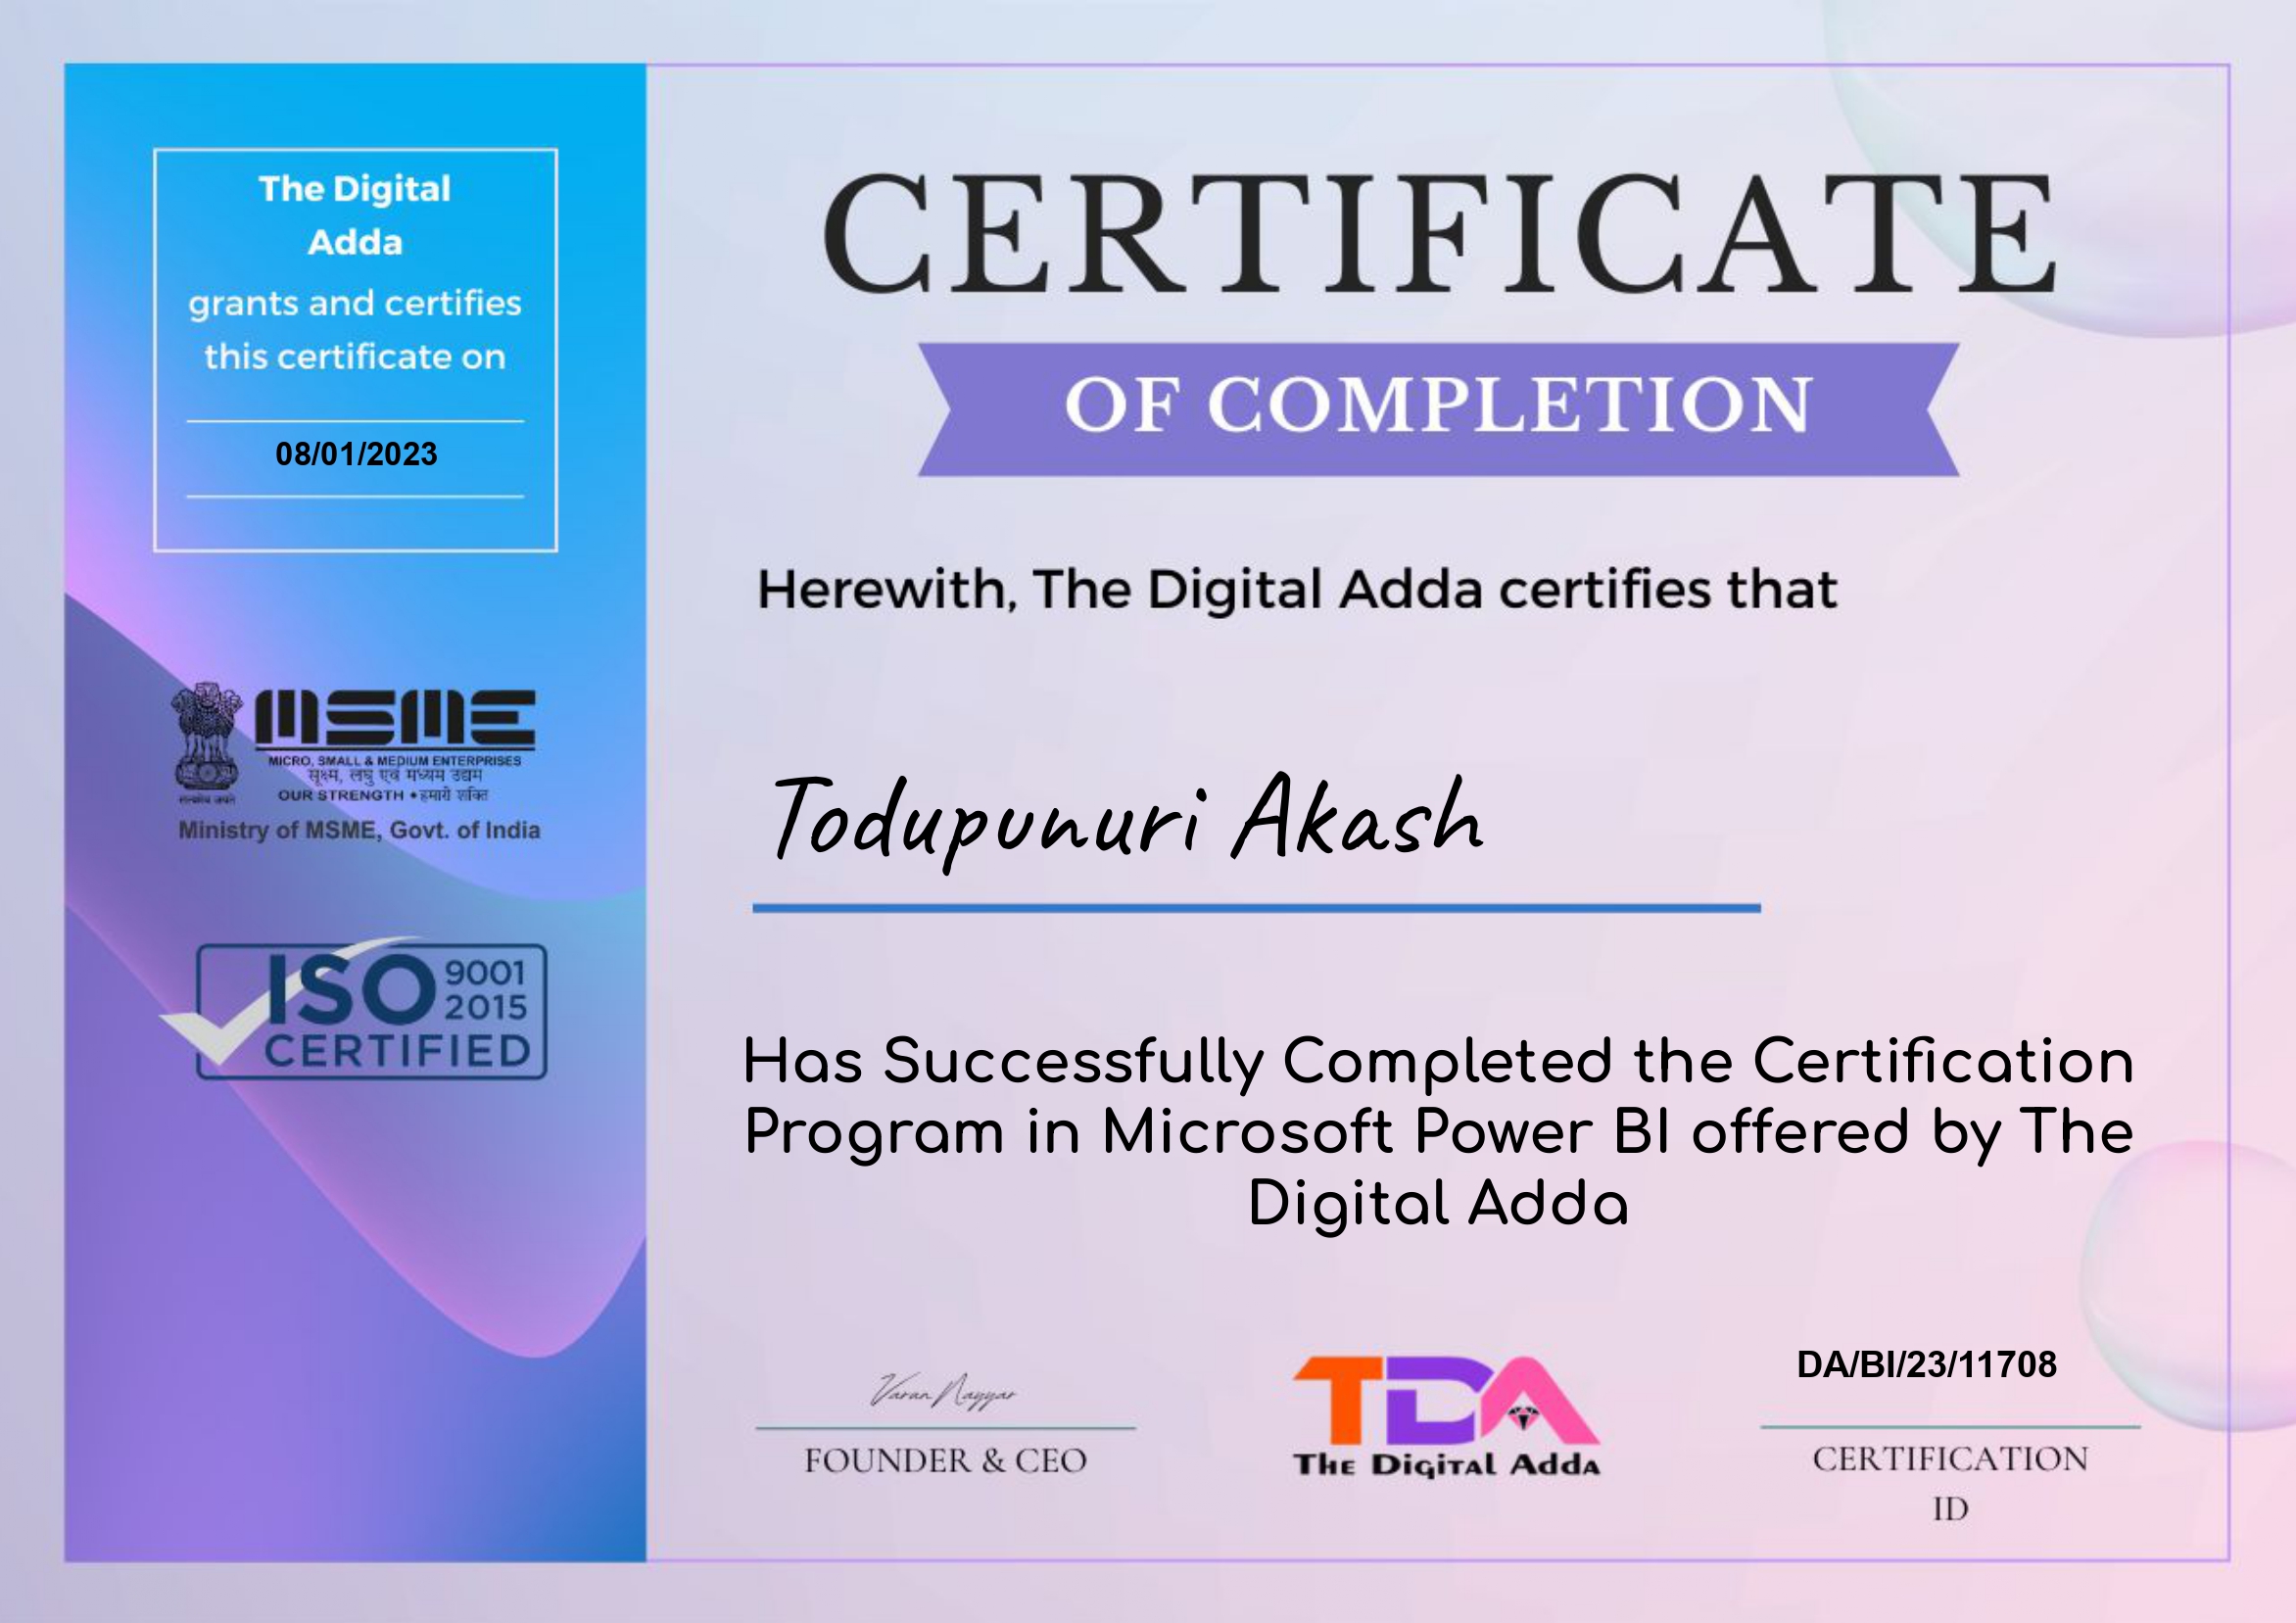 The Digital
Adda
grants and certifies
this certificate on
08/01/2023
MSME
MICRO, SMALL & MEDIUM ENTERPRISES
सूक्ष्म, लघु एवं मध्यम उद्यम
OUR STRENGTH • हमारी शक्ति
सत्यमेव जयते
Ministry of MSME, Govt. of India
ISO 9001
2015
CERTIFIED
CERTIFICATE
OF COMPLETION
Herewith, The Digital Adda certifies that
Todupunuri Akash
Has Successfully Completed the Certification
Program in Microsoft Power BI offered by The
Digital Adda
Varun Nayyar
FOUNDER & CEO
TDA
The Digital Adda
DA/BI/23/11708
CERTIFICATION
ID